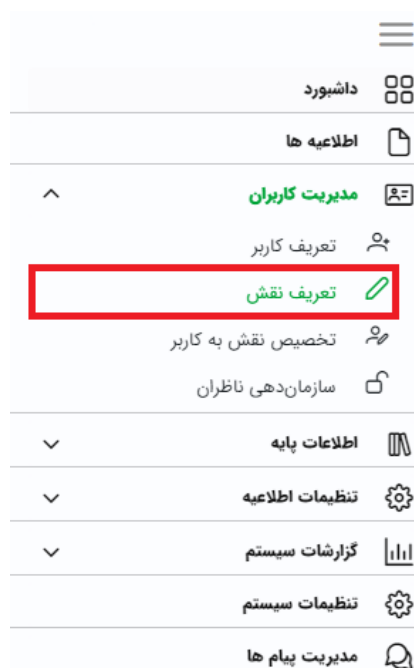 داشبورد
اطلاعیه ها
مدیریت کاربران
تعریف کاربر
تعریف نقش
تخصیص نقش به کاربر
سازمان‌دهی ناظران
اطلاعات پایه
تنظیمات اطلاعیه
گزارشات سیستم
تنظیمات سیستم
مدیریت پیام ها